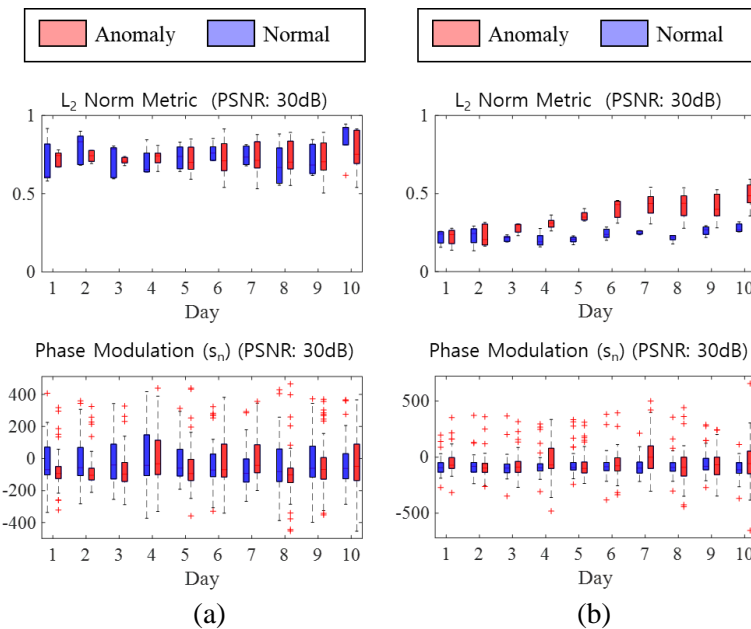 Anomaly Normal
L₂ Norm Metric (PSNR: 30dB)
1
0.5
0
1 2 3 4 5 6 7 8 9 10
Day
Phase Modulation (sₙ) (PSNR: 30dB)
400
200
0
-200
-400
1 2 3 4 5 6 7 8 9 10
Day
(a)
Anomaly Normal
L₂ Norm Metric (PSNR: 30dB)
1
0.5
0
1 2 3 4 5 6 7 8 9 10
Day
Phase Modulation (sₙ) (PSNR: 30dB)
500
0
-500
1 2 3 4 5 6 7 8 9 10
Day
(b)